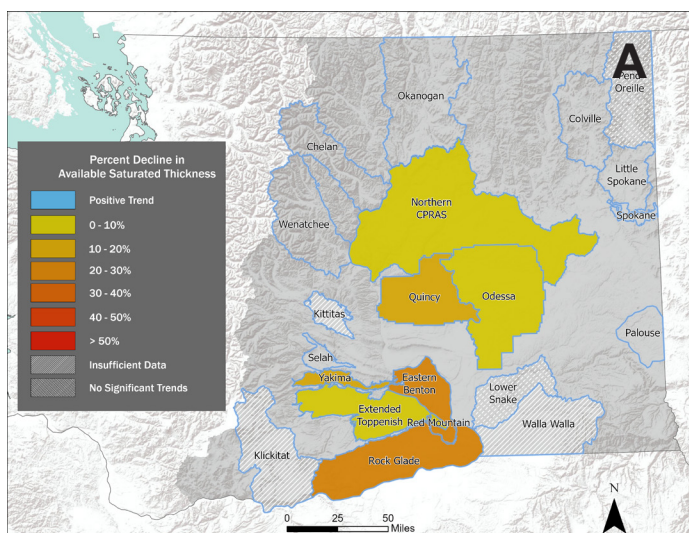 A
Pend
Oreille
Okanogan
Colville
Chelan
Little
Spokane
Spokane
Wenatchee
Northern
CPRAS
Quincy
Odessa
Kittitas
Palouse
Selah
Yakima
Eastern
Benton
Lower
Snake
Extended
Toppenish
Red Mountain
Walla Walla
Klickitat
Rock Glade
Percent Decline in
Available Saturated Thickness
Positive Trend
0 - 10%
10 - 20%
20 - 30%
30 - 40%
40 - 50%
> 50%
Insufficient Data
No Significant Trends
0 25 50
Miles
N